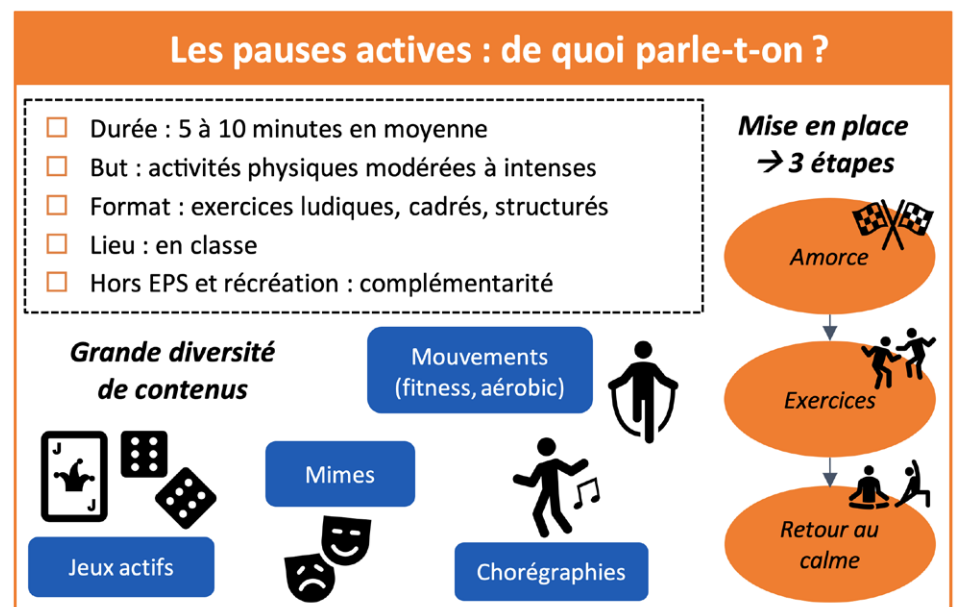 Les pauses actives : de quoi parle-t-on ?
Durée : 5 à 10 minutes en moyenne
But : activités physiques modérées à intenses
Format : exercices ludiques, cadrés, structurés
Lieu : en classe
Hors EPS et récréation : complémentarité
Mise en place
→ 3 étapes
Amorce
Exercices
Retour au
calme
Grande diversité
de contenus
Mouvements
(fitness, aérobic)
Mimes
J
J
Jeux actifs
Chorégraphies